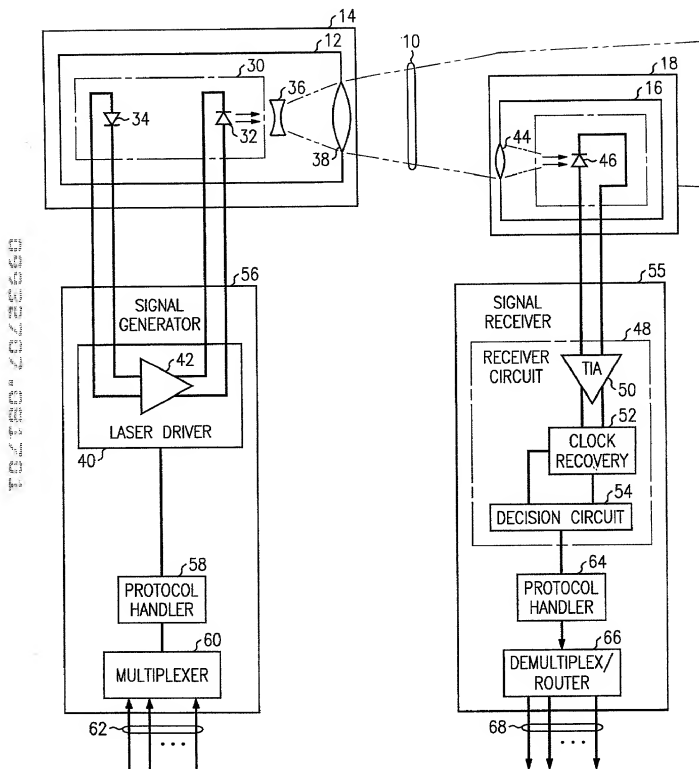 14
12
10
30
36
18
16
34
32
44
38
46
56
55
SIGNAL
GENERATOR
SIGNAL
RECEIVER
48
42
RECEIVER
CIRCUIT
TIA
50
LASER DRIVER
52
CLOCK
RECOVERY
40
54
DECISION CIRCUIT
58
64
PROTOCOL
HANDLER
PROTOCOL
HANDLER
60
66
MULTIPLEXER
DEMULTIPLEX/
ROUTER
62
...
68
...